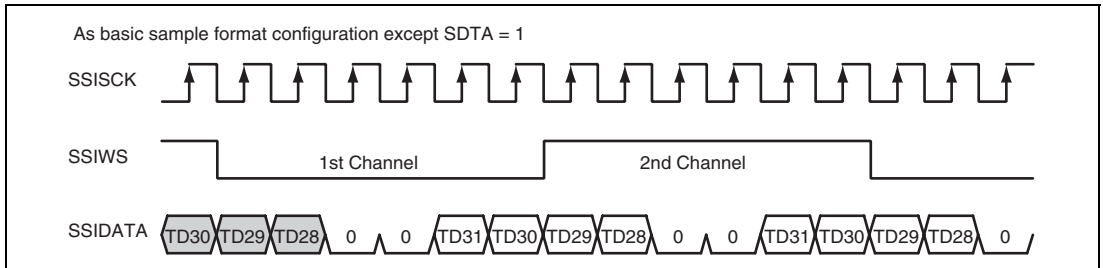 As basic sample format configuration except SDTA = 1
SSISCK
SSIWS 1st Channel 2nd Channel
SSIDATA TD30 TD29 TD28 0 0 TD31 TD30 TD29 TD28 0 0 TD31 TD30 TD29 TD28 0